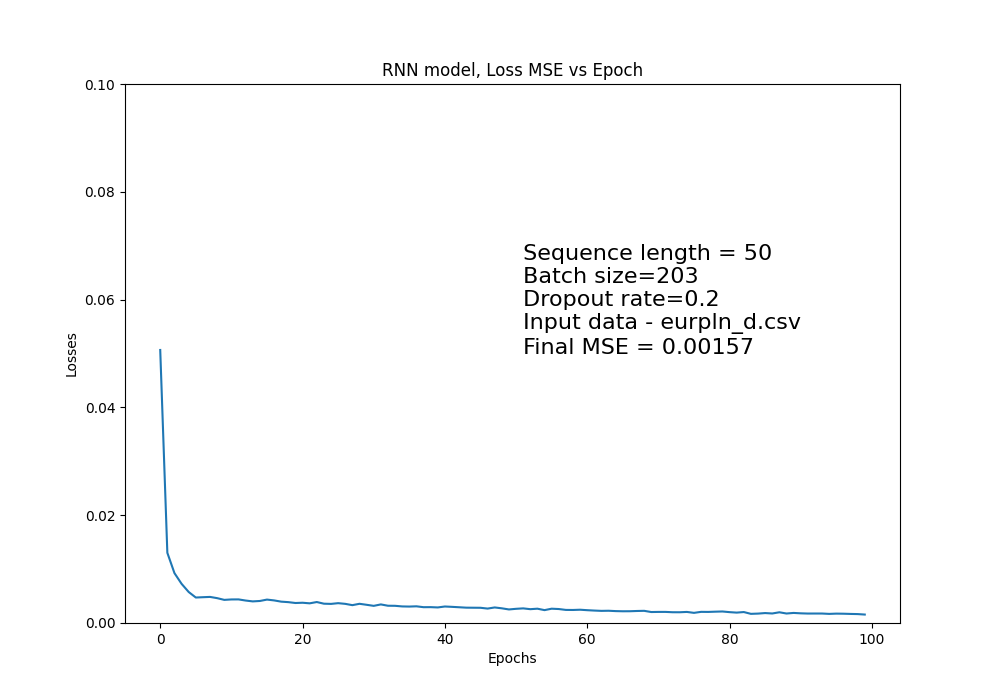 RNN model, Loss MSE vs Epoch
0.10
0.08
0.06
0.04
0.02
0.00
Losses
Sequence length = 50
Batch size=203
Dropout rate=0.2
Input data - eurpln_d.csv
Final MSE = 0.00157
0 20 40 60 80 100
Epochs